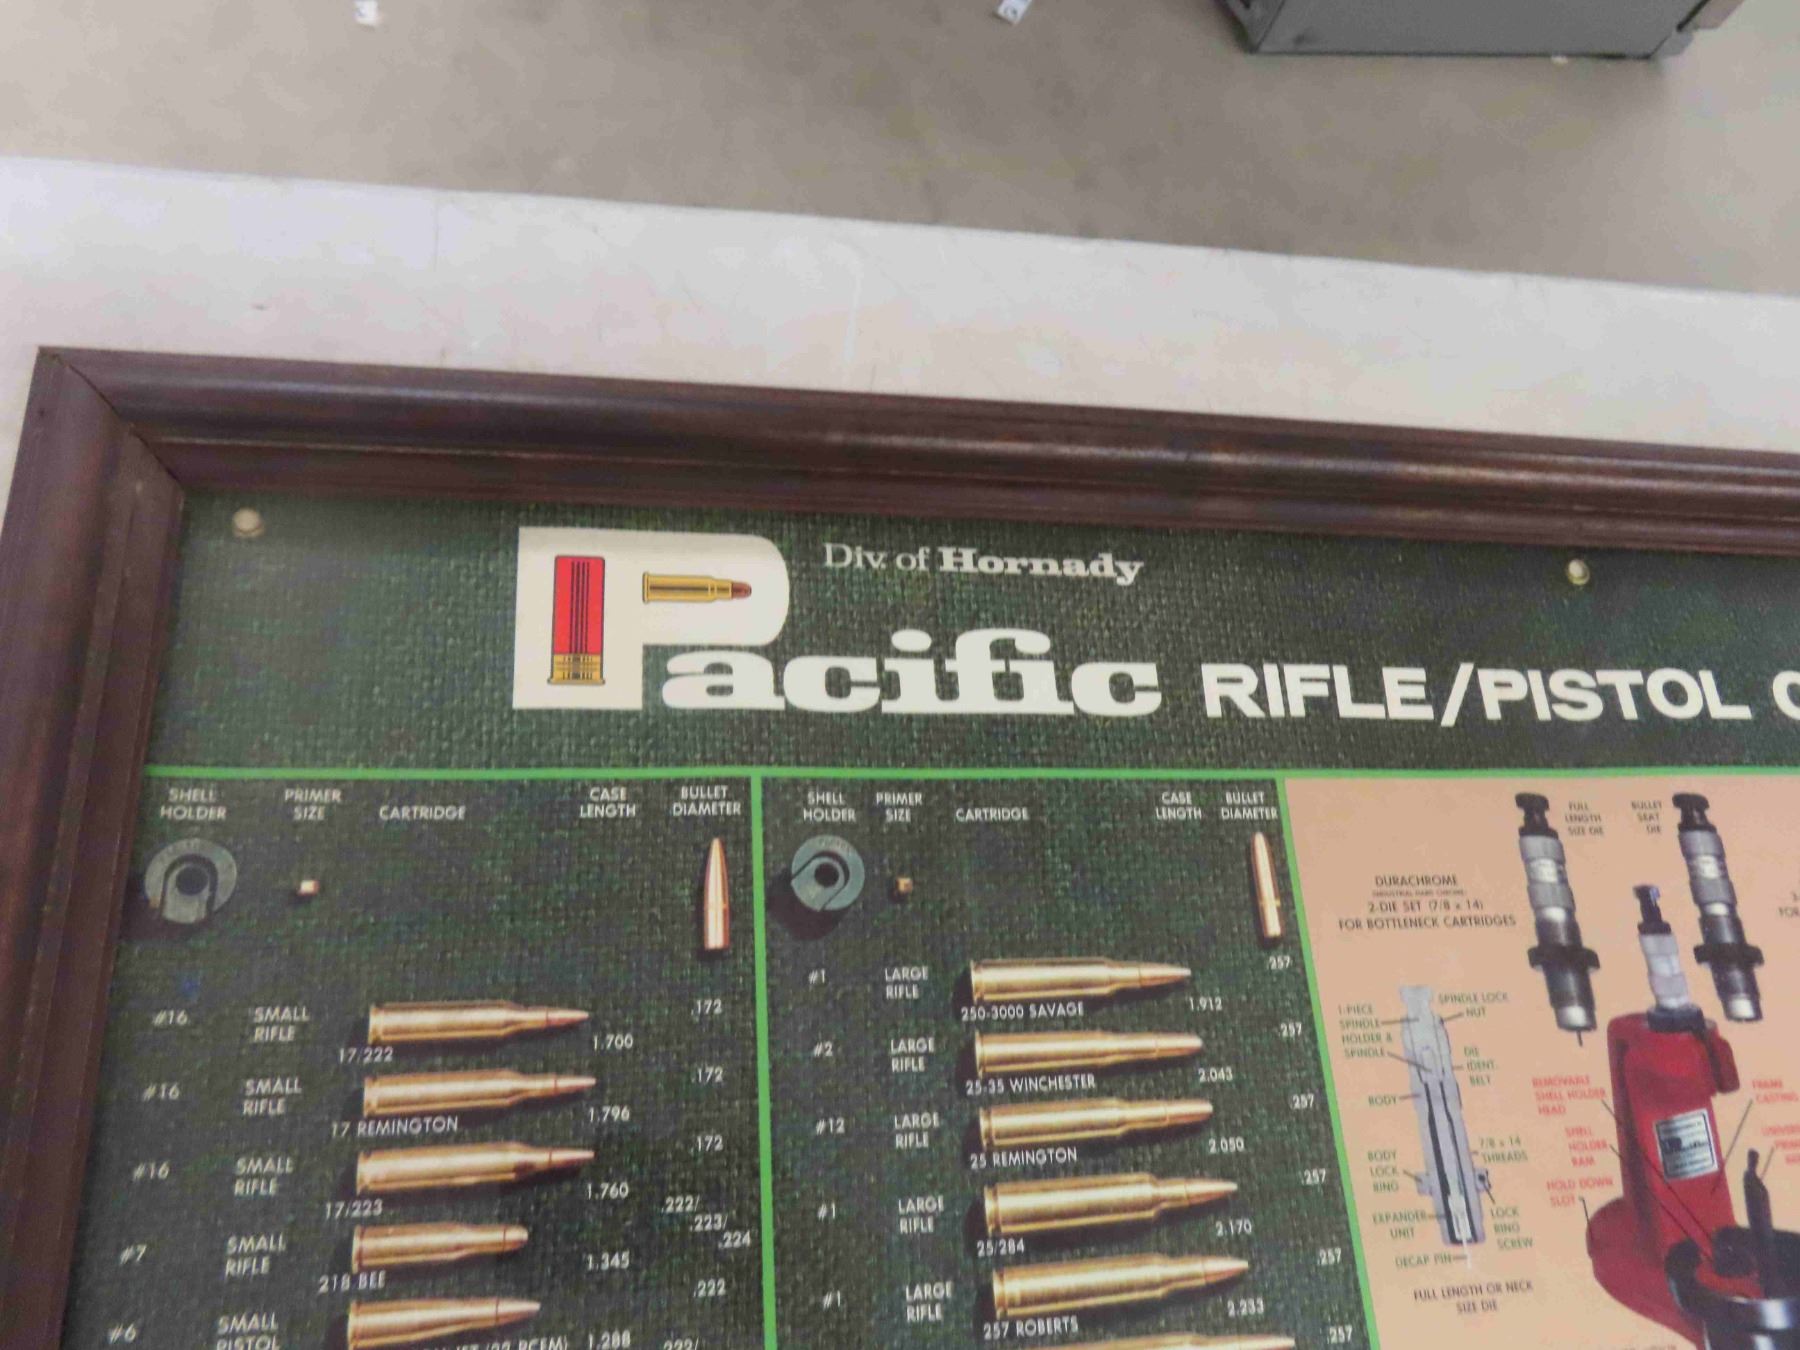 Div. of Hornady
Pacific RIFLE/PISTOL
SHELL HOLDER
PRIMER SIZE
CARTRIDGE
CASE LENGTH
BULLET DIAMETER
#16 SMALL RIFLE 17/222 1.700 .172
#16 SMALL RIFLE 17 REMINGTON 1.796 .172
#16 SMALL RIFLE 17/223 1.760 .172
#7 SMALL RIFLE 218 BEE 1.345 .222/ .223/ .224
#6 SMALL PISTOL 1.288 .222
.222/
SHELL HOLDER
PRIMER SIZE
CARTRIDGE
CASE LENGTH
BULLET DIAMETER
#1 LARGE RIFLE 250-3000 SAVAGE 1.912 .257
#2 LARGE RIFLE 25-35 WINCHESTER 2.043 .257
#12 LARGE RIFLE 25 REMINGTON 2.050 .257
#1 LARGE RIFLE 25/284 2.170 .257
#1 LARGE RIFLE 257 ROBERTS 2.233 .257
.257
FULL LENGTH SIZE DIE
BULLET SEAT DIE
DURACHROME
2-DIE SET (7/8 x 14)
FOR BOTTLENECK CARTRIDGES
1-PIECE SPINDLE HOLDER & SPINDLE
SPINDLE LOCK NUT
DIE IDENT. BELT
BODY
7/8 x 14 THREADS
BODY LOCK RING
EXPANDER UNIT
LOCK RING SCREW
DECAP PIN
FULL LENGTH OR NECK
SIZE DIE
REMOVABLE SHELL HOLDER HEAD
FRAME CASTING
SHELL HOLDER RAM
HOLD DOWN SLOT